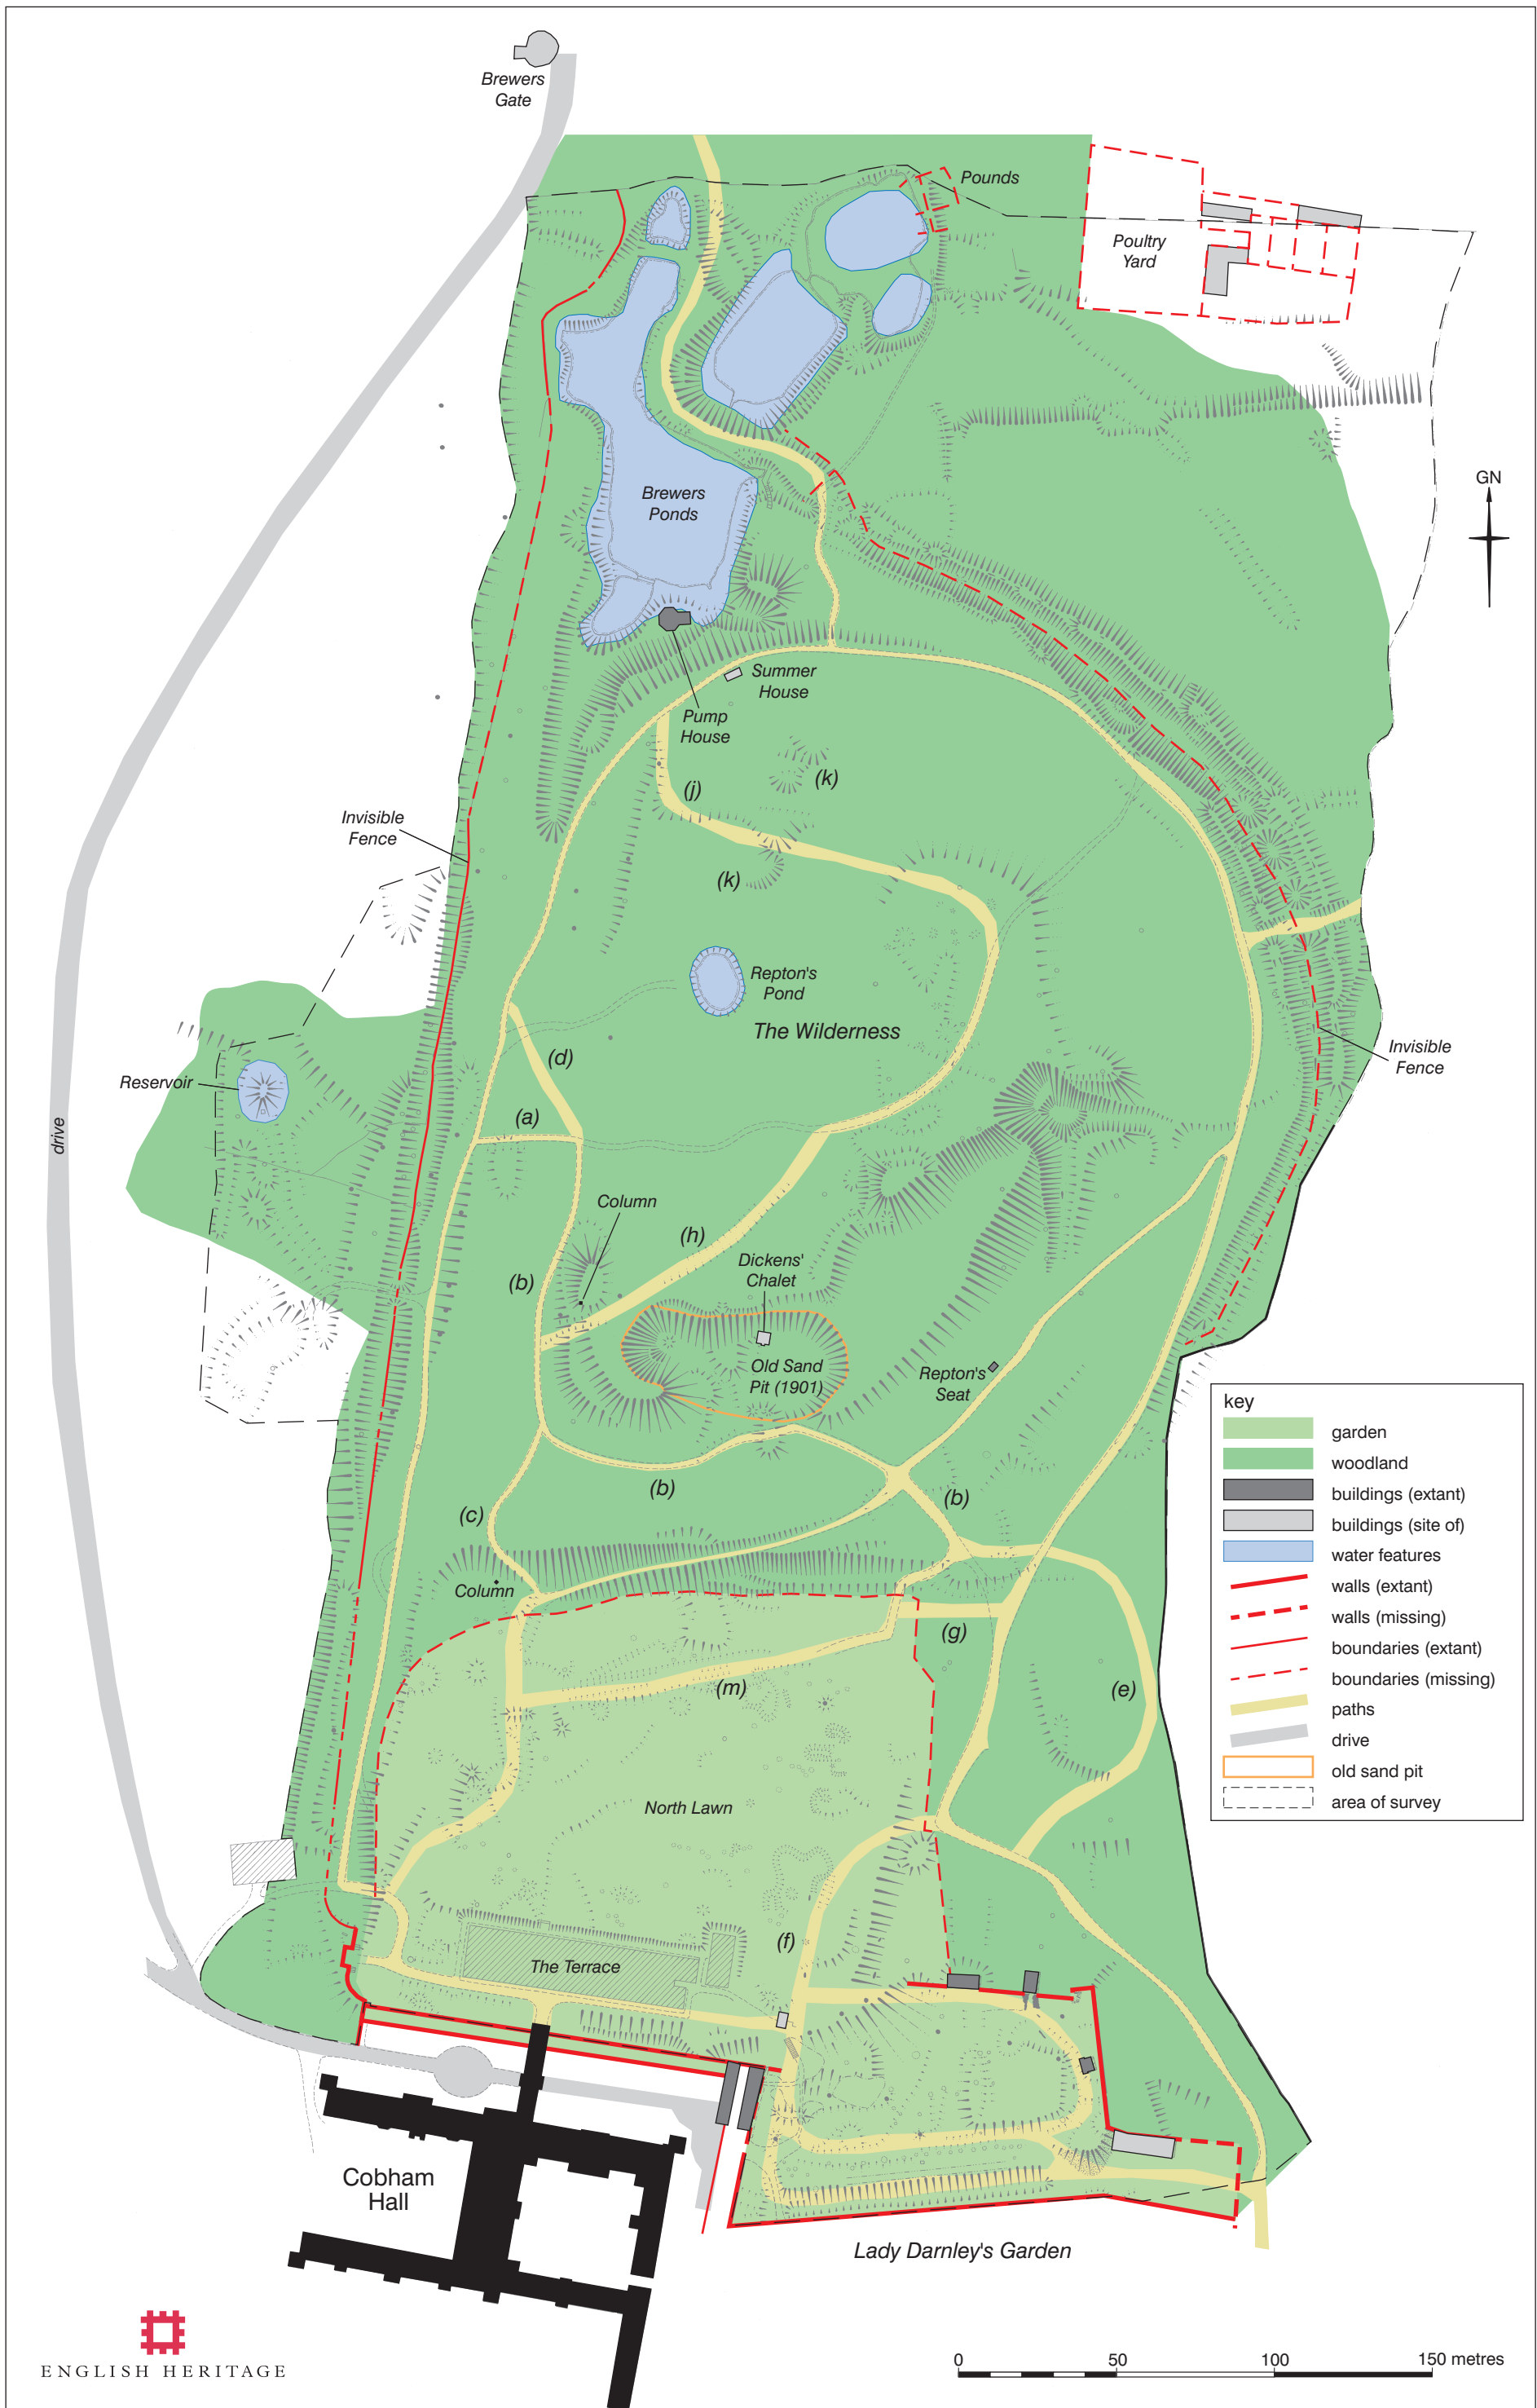 Brewers
Gate
Pounds
Poultry
Yard
GN
Brewers
Ponds
Summer
House
Pump
House
(k)
(j)
Invisible
Fence
(k)
Repton's
Pond
The Wilderness
(d)
Invisible
Fence
Reservoir
(a)
drive
Column
(h)
Dickens'
Chalet
(b)
Old Sand
Pit (1901)
Repton's
Seat
key
garden
woodland
buildings (extant)
buildings (site of)
water features
walls (extant)
walls (missing)
boundaries (extant)
boundaries (missing)
paths
drive
old sand pit
area of survey
(b)
(b)
(c)
Column
(g)
(m)
(e)
North Lawn
(f)
The Terrace
Cobham
Hall
Lady Darnley's Garden
ENGLISH HERITAGE
0 50 100 150 metres